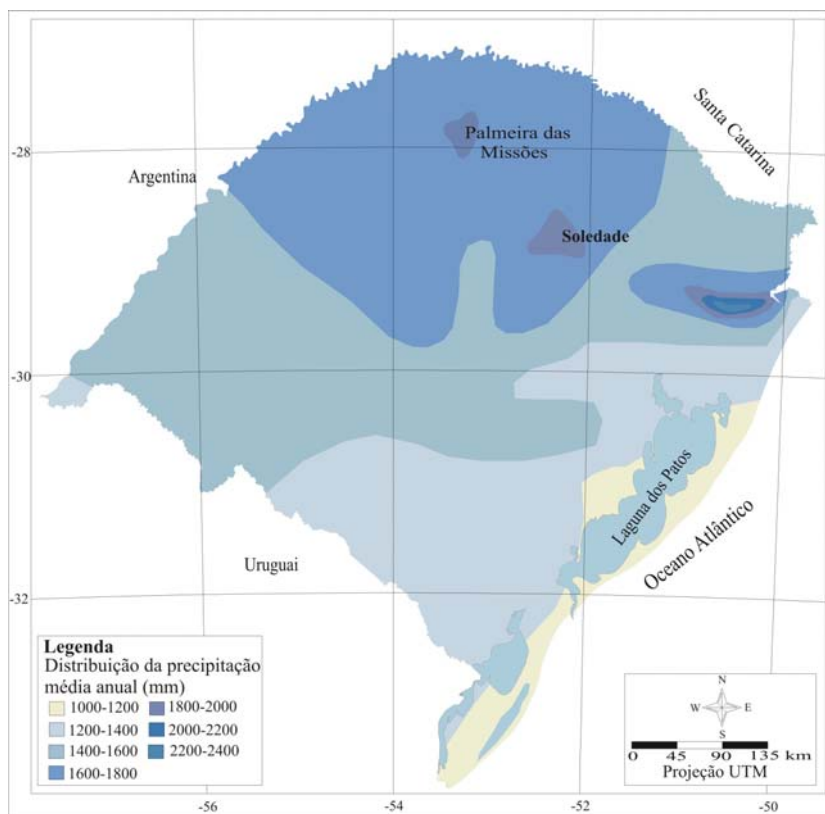 Santa Catarina
-28
Palmeira das
Missões
Argentina
Soledade
-30
Laguna dos Patos
Oceano Atlântico
Uruguai
-32
Legenda
Distribuição da precipitação
média anual (mm)
1000-1200
1800-2000
1200-1400
2000-2200
1400-1600
2200-2400
1600-1800
N
W E
S
0 45 90 135 km
Projeção UTM
-56 -54 -52 -50